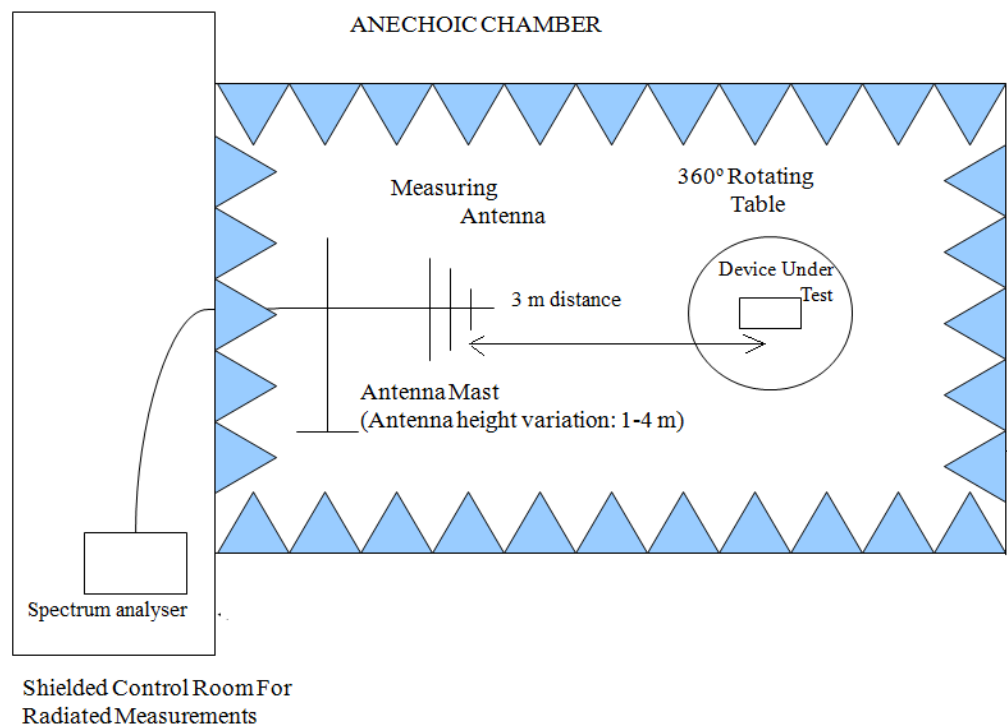 ANECHOIC CHAMBER
Measuring
Antenna
360º Rotating
Table
Device Under
Test
3 m distance
Antenna Mast
(Antenna height variation: 1-4 m)
Spectrum analyser
Shielded Control Room For
Radiated Measurements